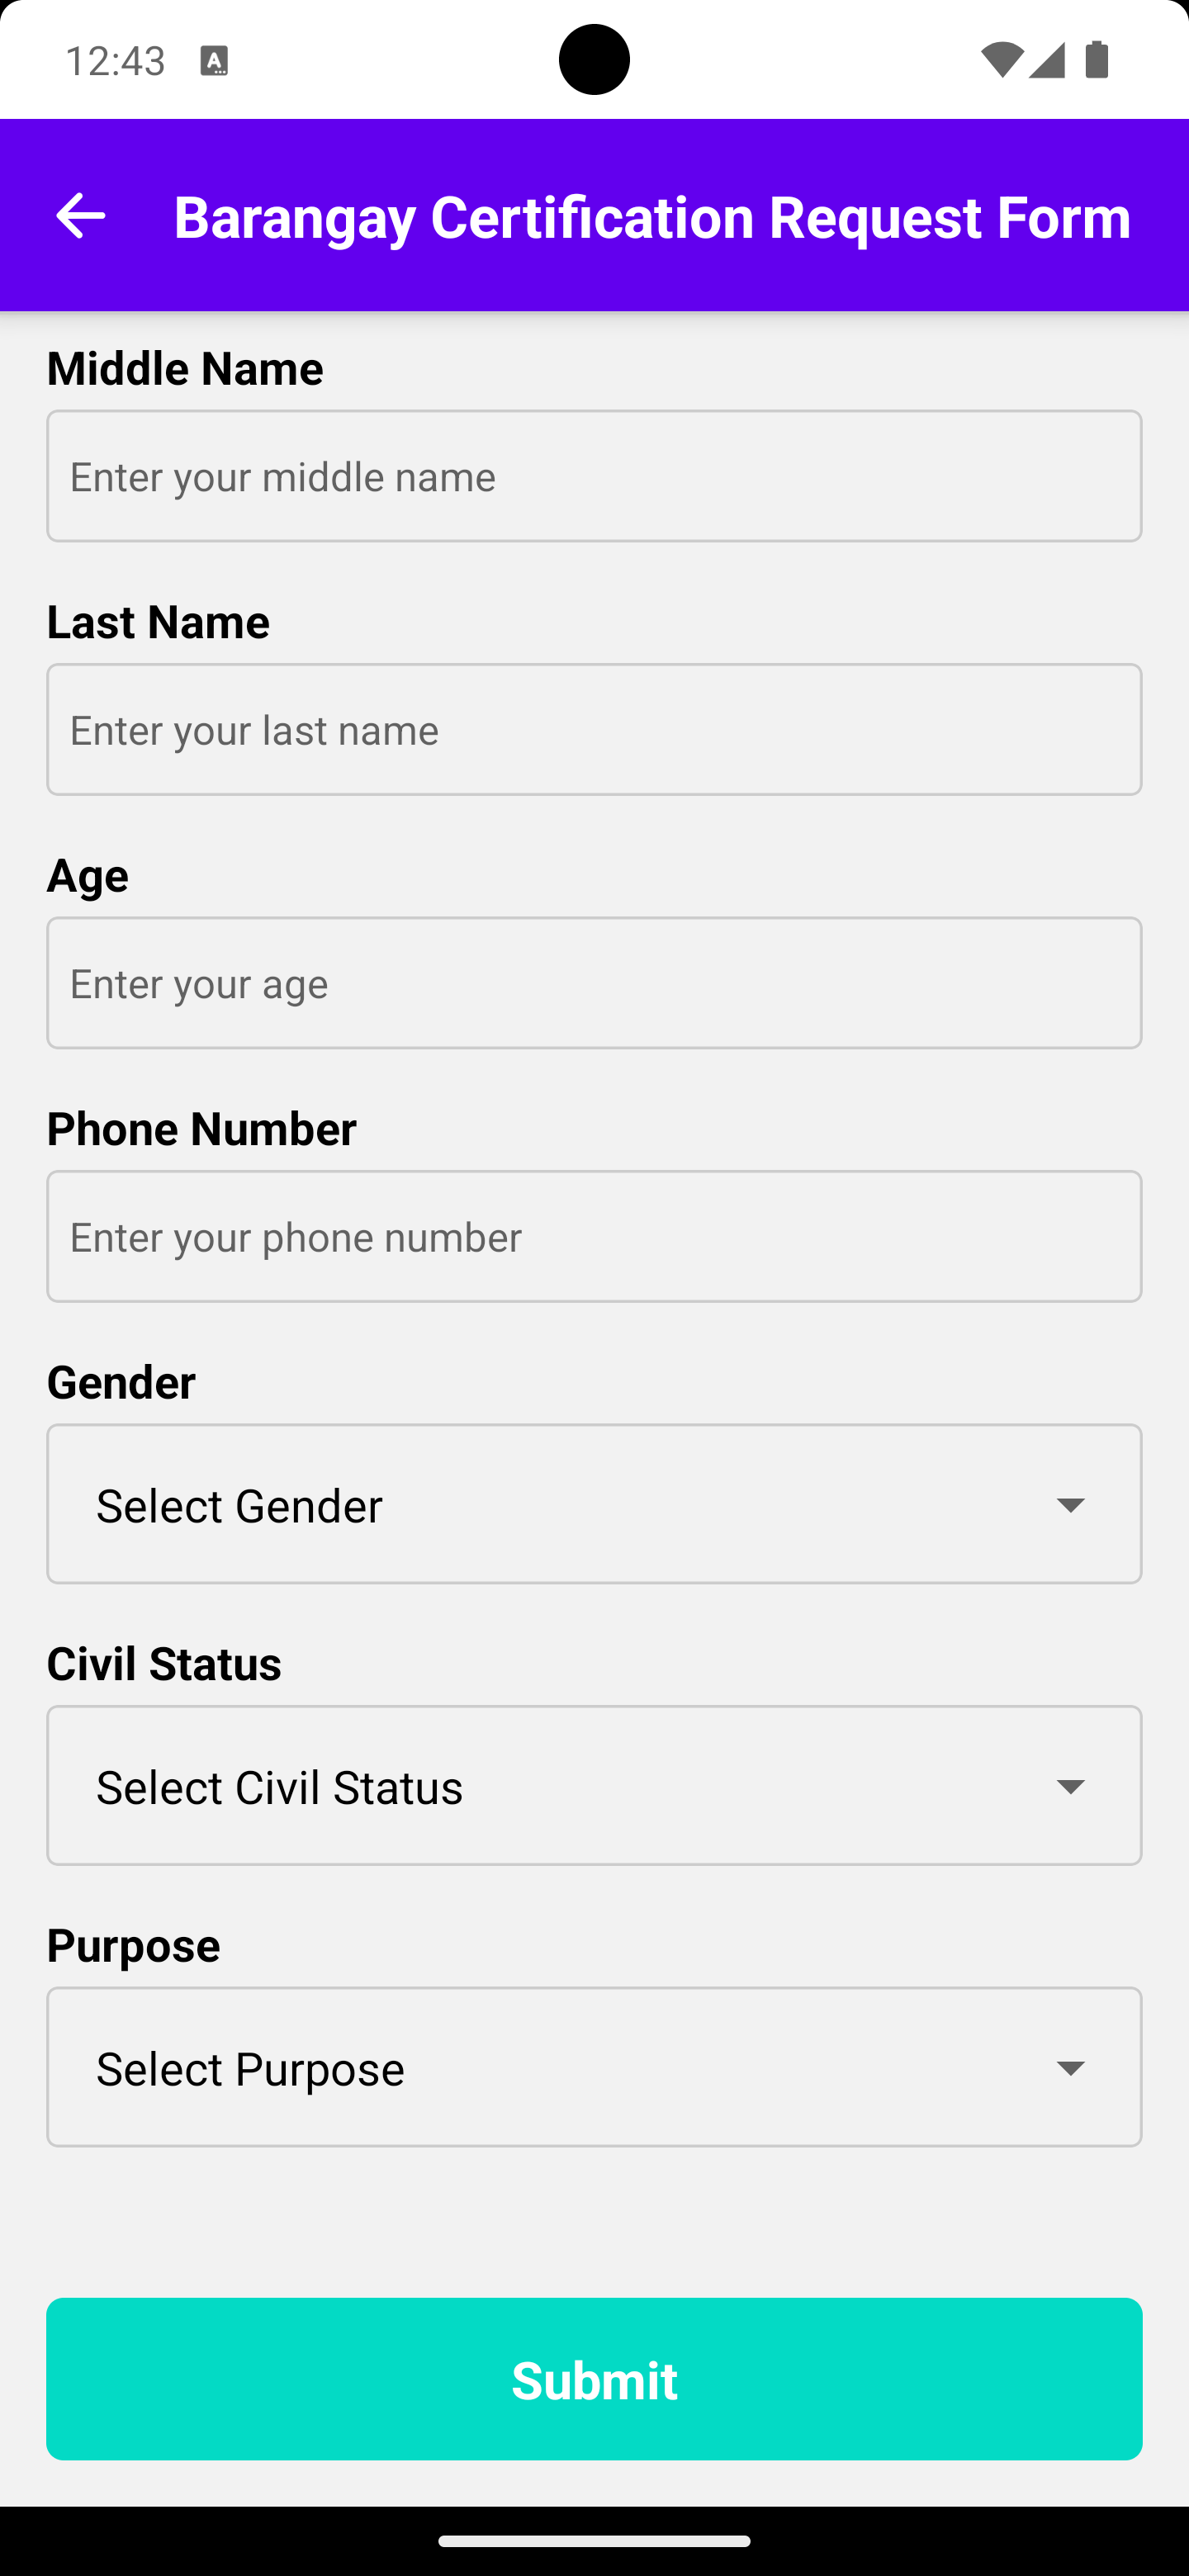 12:43
Barangay Certification Request Form
Middle Name
Enter your middle name
Last Name
Enter your last name
Age
Enter your age
Phone Number
Enter your phone number
Gender
Select Gender
Civil Status
Select Civil Status
Purpose
Select Purpose
Submit